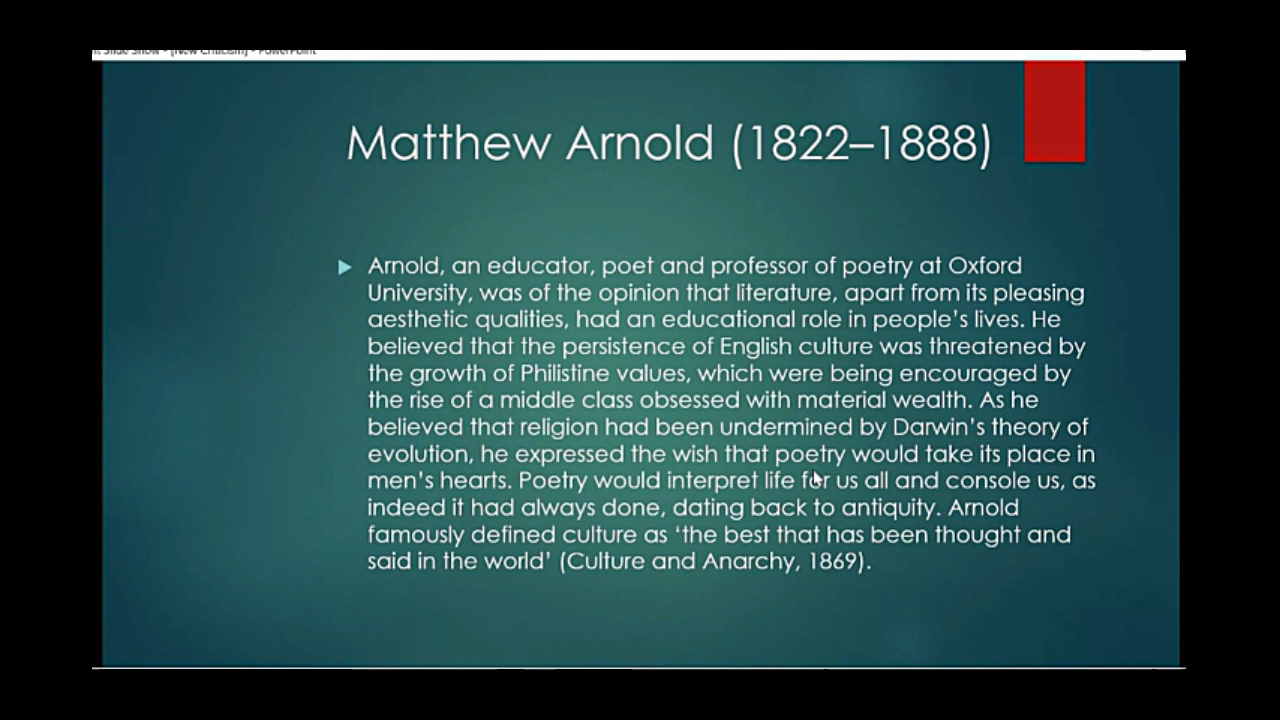 Slide Show - [New Criticism] - PowerPoint
Matthew Arnold (1822–1888)
Arnold, an educator, poet and professor of poetry at Oxford
University, was of the opinion that literature, apart from its pleasing
aesthetic qualities, had an educational role in people’s lives. He
believed that the persistence of English culture was threatened by
the growth of Philistine values, which were being encouraged by
the rise of a middle class obsessed with material wealth. As he
believed that religion had been undermined by Darwin’s theory of
evolution, he expressed the wish that poetry would take its place in
men’s hearts. Poetry would interpret life for us all and console us, as
indeed it had always done, dating back to antiquity. Arnold
famously defined culture as ‘the best that has been thought and
said in the world’ (Culture and Anarchy, 1869).